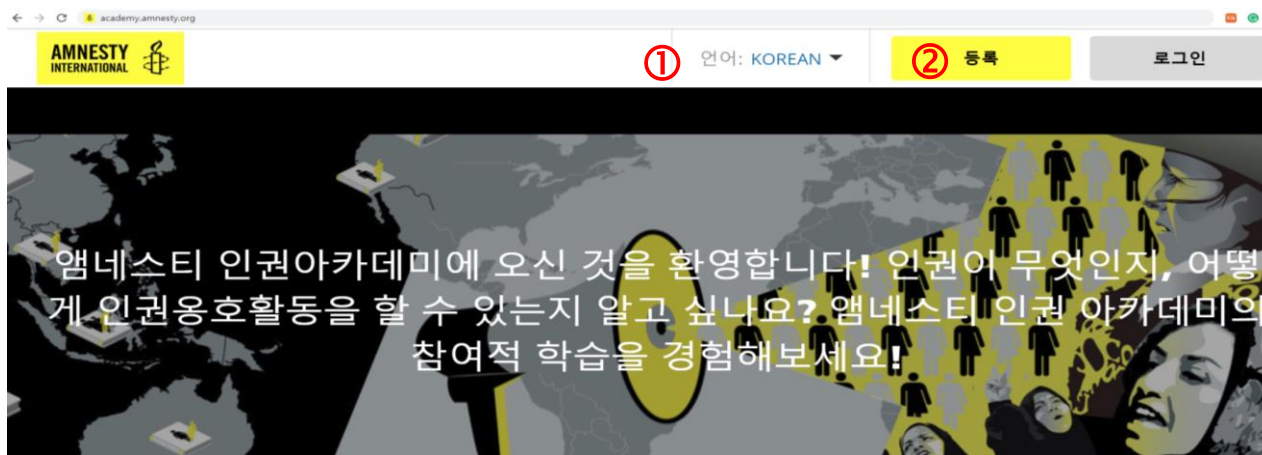 academy.amnesty.org
AMNESTY
INTERNATIONAL
① 언어: KOREAN ② 등록 로그인
앰네스티 인권아카데미에 오신 것을 환영합니다! 인권이 무엇인지, 어떻
게 인권옹호활동을 할 수 있는지 알고 싶나요? 앰네스티 인권 아카데미의
참여적 학습을 경험해보세요!